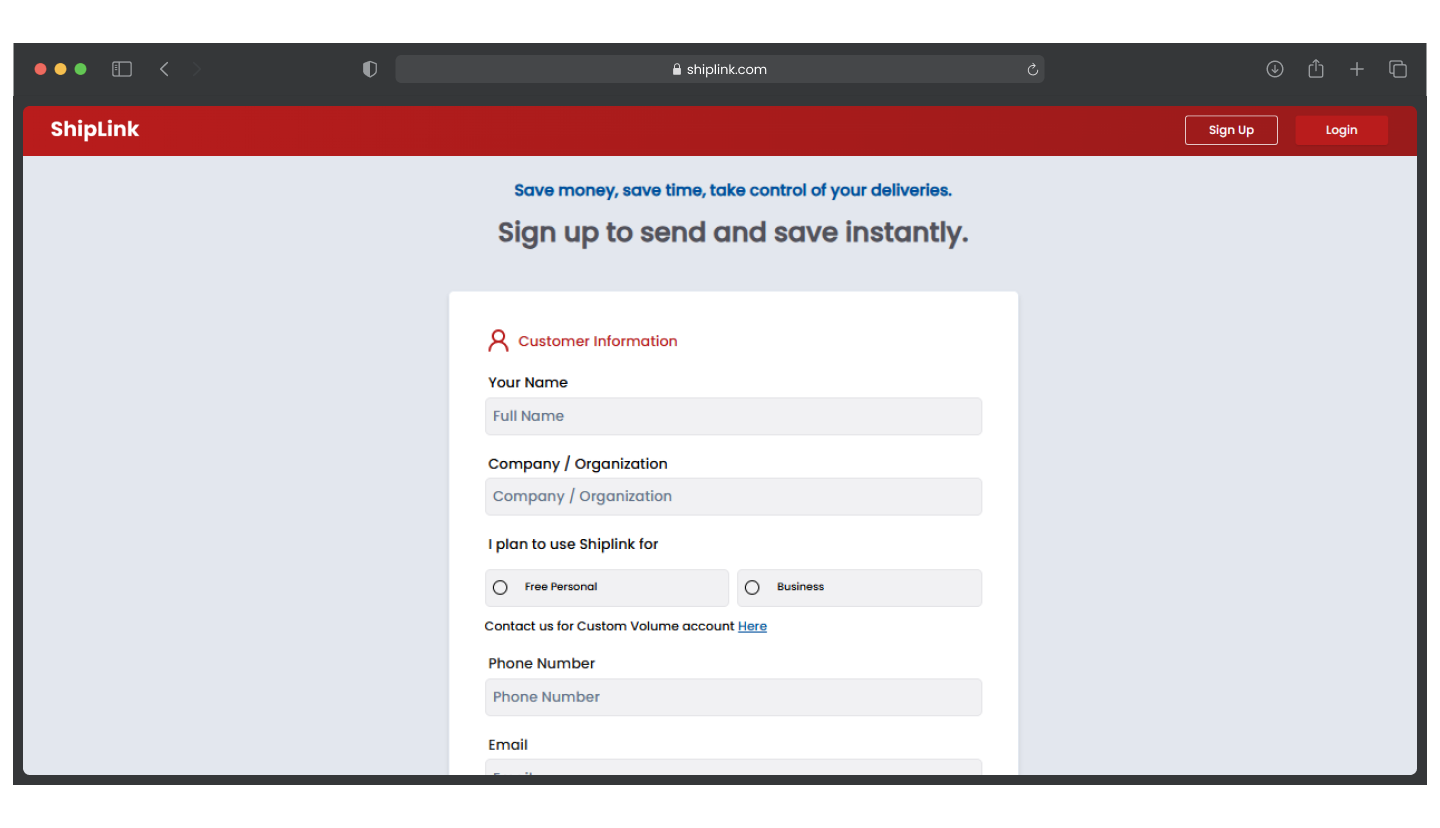 shiplink.com
ShipLink
Sign Up
Login
Save money, save time, take control of your deliveries.
Sign up to send and save instantly.
Customer Information
Your Name
Full Name
Company / Organization
Company / Organization
I plan to use Shiplink for
Free Personal
Business
Contact us for Custom Volume account Here
Phone Number
Phone Number
Email